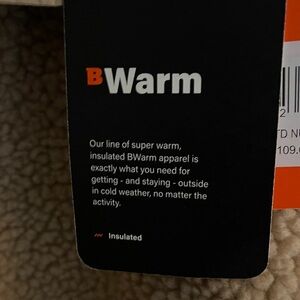 BWarm
Our line of super warm,
insulated BWarm apparel is
exactly what you need for
getting - and staying - outside
in cold weather, no matter the
activity.
Insulated
2